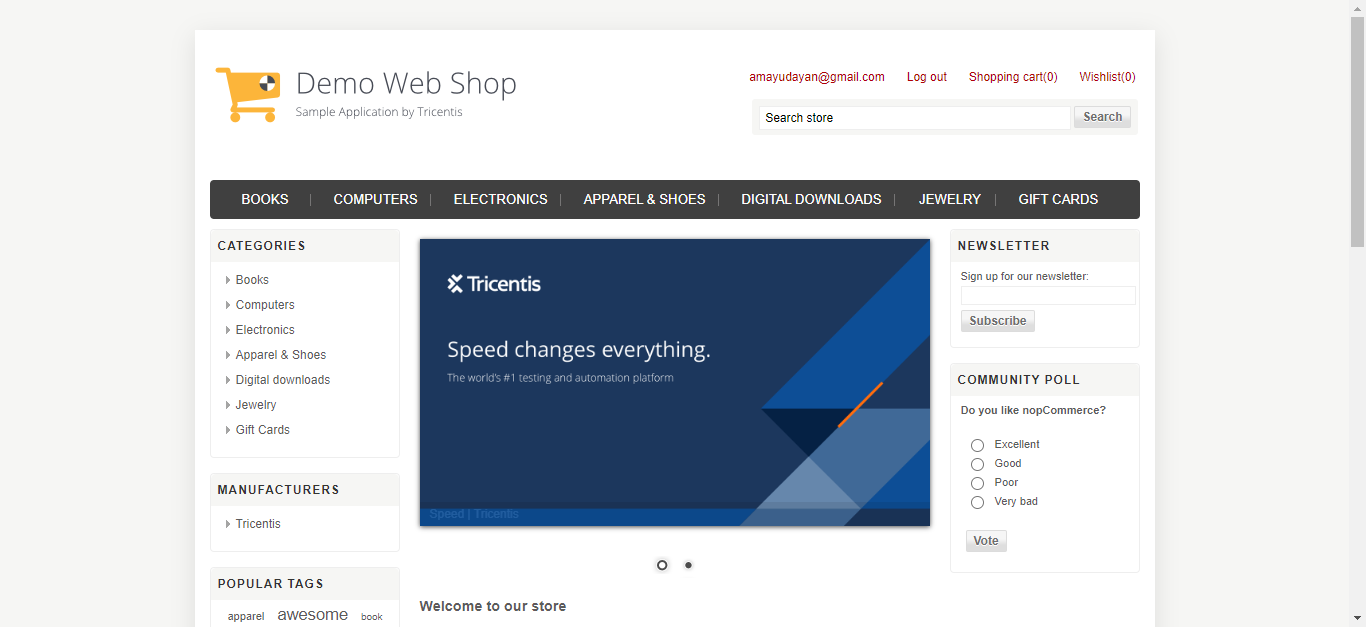 Demo Web Shop
Sample Application by Tricentis
amayudayan@gmail.com Log out Shopping cart(0) Wishlist(0)
Search store Search
BOOKS | COMPUTERS | ELECTRONICS | APPAREL & SHOES | DIGITAL DOWNLOADS | JEWELRY | GIFT CARDS
CATEGORIES
Books
Computers
Electronics
Apparel & Shoes
Digital downloads
Jewelry
Gift Cards
MANUFACTURERS
Tricentis
POPULAR TAGS
apparel awesome book
Tricentis
Speed changes everything.
The world's #1 testing and automation platform
Speed | Tricentis
Welcome to our store
NEWSLETTER
Sign up for our newsletter:
Subscribe
COMMUNITY POLL
Do you like nopCommerce?
Excellent
Good
Poor
Very bad
Vote